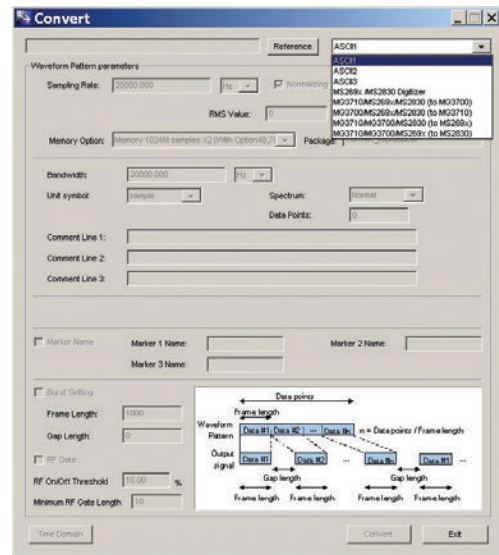 Convert
Reference
ASCII1
ASCII1
ASCII2
ASCII3
MS269x /MS2830 Digitizer
MG3710/MS269x/MS2830 (to MG3700)
MG3700/MS269x/MS2830 (to MG3710)
MG3710/MG3700/MS2830 (to MS269x)
MG3710/MG3700/MS269x (to MS2830)
Waveform Pattern parameters
Sampling Rate: 20000.000 Hz Normalizing
RMS Value: 0
Memory Option: Memory 1024M samples x2 (With Option48,78 Package:
Bandwidth: 20000.000 Hz
Unit symbol: sample Spectrum: Normal
Data Points: 0
Comment Line 1:
Comment Line 2:
Comment Line 3:
Marker Name Marker 1 Name: Marker 2 Name:
Marker 3 Name:
Burst Setting
Frame Length: 1000
Gap Length: 0
RF Gate
RF On/Off Threshold 10.00 %
Minimum RF Gate Length 10
Data points
Frame length
Waveform Pattern Data #1 Data #2 ... Data #n n = Data points / Frame length
Output signal Data #1 Data #2 ... Data #n Data #1 ...
Gap length Gap length
Frame length Frame length Frame length Frame length
Time Domain Convert Exit